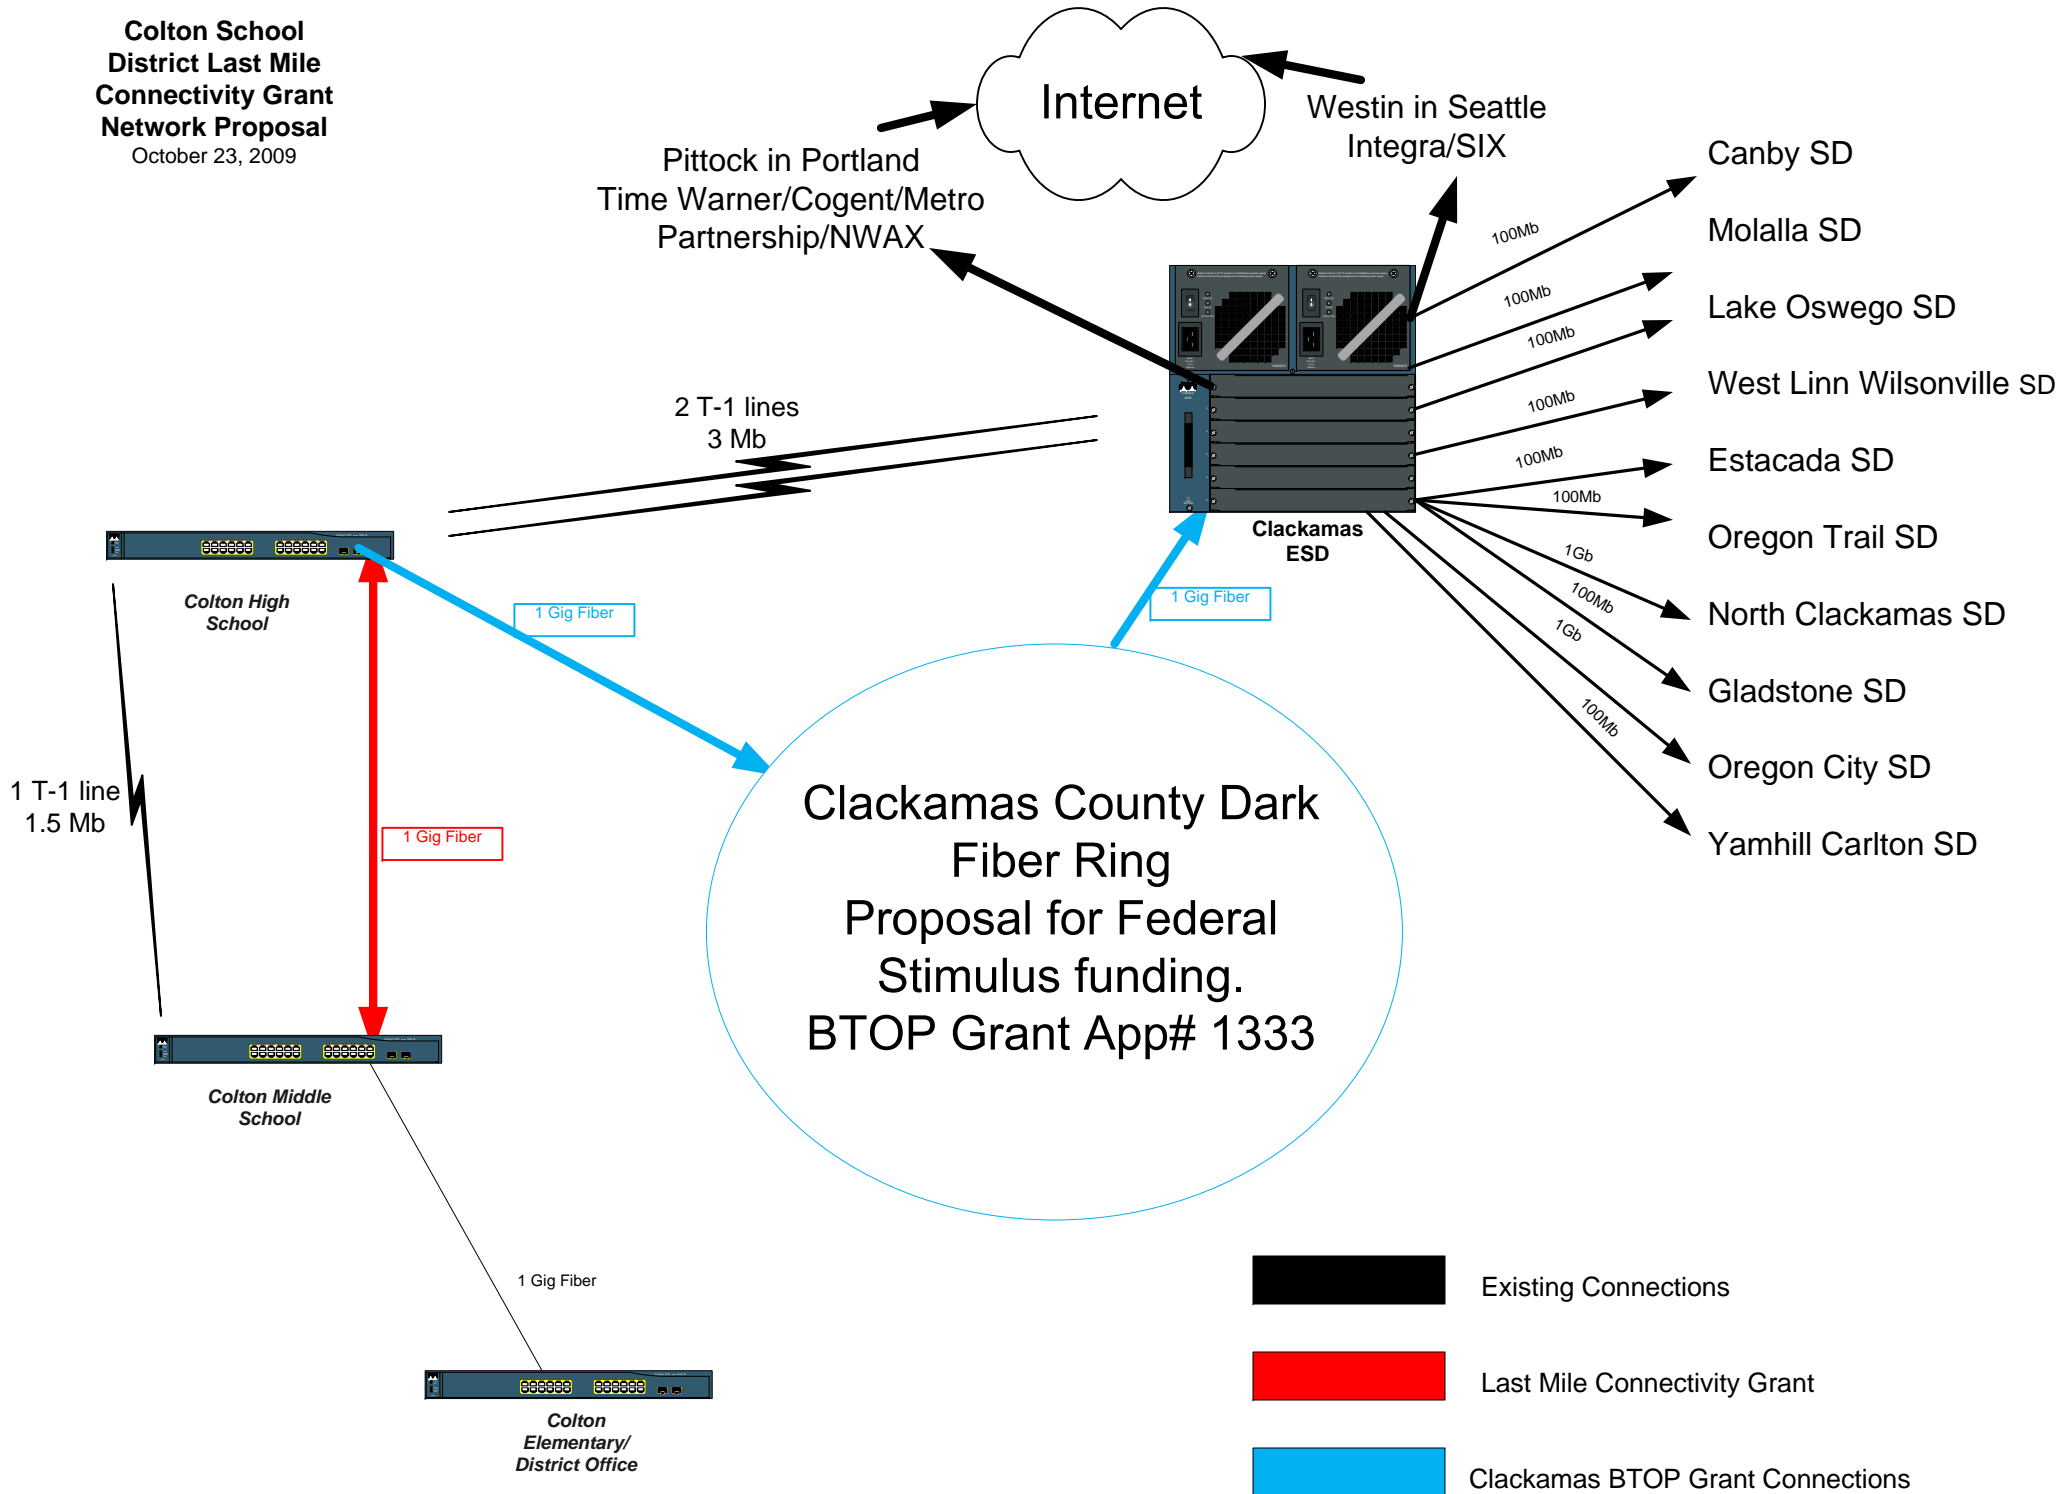 Colton School
District Last Mile
Connectivity Grant
Network Proposal
October 23, 2009
Internet
Westin in Seattle
Integra/SIX
Pittock in Portland
Time Warner/Cogent/Metro
Partnership/NWAX
Canby SD
Molalla SD
Lake Oswego SD
West Linn Wilsonville SD
Estacada SD
Oregon Trail SD
North Clackamas SD
Gladstone SD
Oregon City SD
Yamhill Carlton SD
100Mb
100Mb
100Mb
100Mb
100Mb
100Mb
1Gb
100Mb
1Gb
100Mb
2 T-1 lines
3 Mb
Clackamas
ESD
Colton High
School
1 Gig Fiber
1 Gig Fiber
1 T-1 line
1.5 Mb
1 Gig Fiber
Clackamas County Dark
Fiber Ring
Proposal for Federal
Stimulus funding.
BTOP Grant App# 1333
Colton Middle
School
1 Gig Fiber
Colton
Elementary/
District Office
Existing Connections
Last Mile Connectivity Grant
Clackamas BTOP Grant Connections